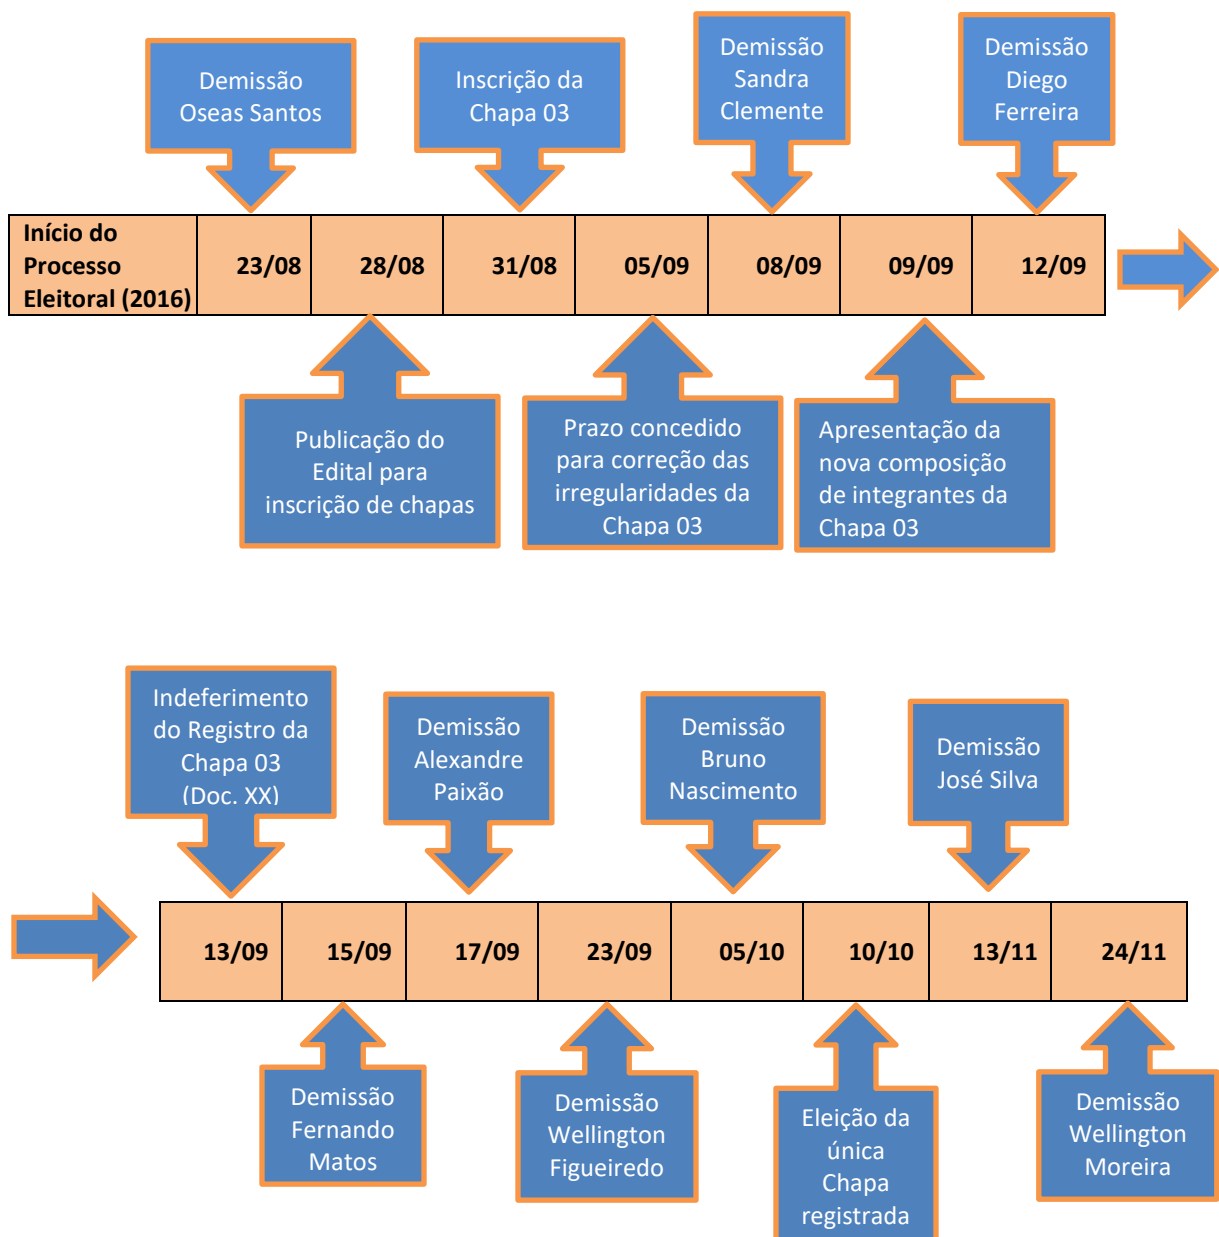 Demissão
Oseas Santos
Inscrição da
Chapa 03
Demissão
Sandra
Clemente
Demissão
Diego
Ferreira
Início do
Processo
Eleitoral (2016)
23/08
28/08
31/08
05/09
08/09
09/09
12/09
Publicação do
Edital para
inscrição de chapas
Prazo concedido
para correção das
irregularidades da
Chapa 03
Apresentação da
nova composição
de integrantes da
Chapa 03
Indeferimento
do Registro da
Chapa 03
(Doc. XX)
Demissão
Alexandre
Paixão
Demissão
Bruno
Nascimento
Demissão
José Silva
13/09
15/09
17/09
23/09
05/10
10/10
13/11
24/11
Demissão
Fernando
Matos
Demissão
Wellington
Figueiredo
Eleição da
única
Chapa
registrada
Demissão
Wellington
Moreira